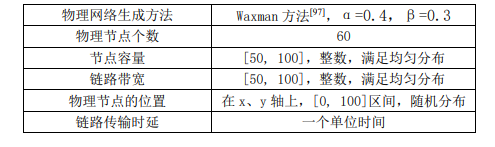 物理网络生成方法 Waxman 方法[97], α=0.4, β=0.3
物理节点个数 60
节点容量 [50, 100], 整数, 满足均匀分布
链路带宽 [50, 100], 整数, 满足均匀分布
物理节点的位置 在 x、y 轴上, [0, 100]区间, 随机分布
链路传输时延 一个单位时间